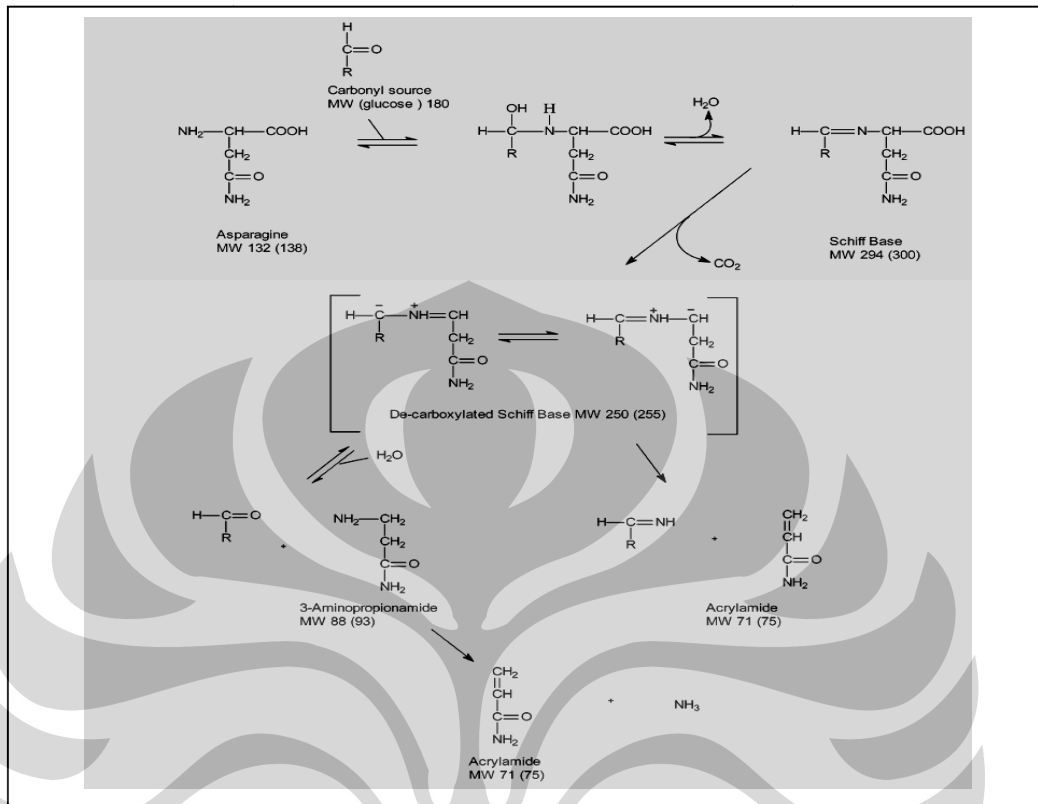 H
C=O
R
Carbonyl source
MW (glucose ) 180
NH₂—CH—COOH
CH₂
C=O
NH₂
Asparagine
MW 132 (138)
OH H
H—C—N—CH—COOH
R CH₂
C=O
NH₂
H₂O
H—C=N—CH—COOH
R CH₂
C=O
NH₂
Schiff Base
MW 294 (300)
CO₂
− +
H—C—NH=CH
R CH₂
C=O
NH₂
+ −
H—C=NH—CH
R CH₂
C=O
NH₂
De-carboxylated Schiff Base MW 250 (255)
H₂O
H—C=O
R
+
NH₂—CH₂
CH₂
C=O
NH₂
3-Aminopropionamide
MW 88 (93)
H—C=NH
R
+
CH₂
CH
C=O
NH₂
Acrylamide
MW 71 (75)
CH₂
CH
C=O
NH₂
+
NH₃
Acrylamide
MW 71 (75)